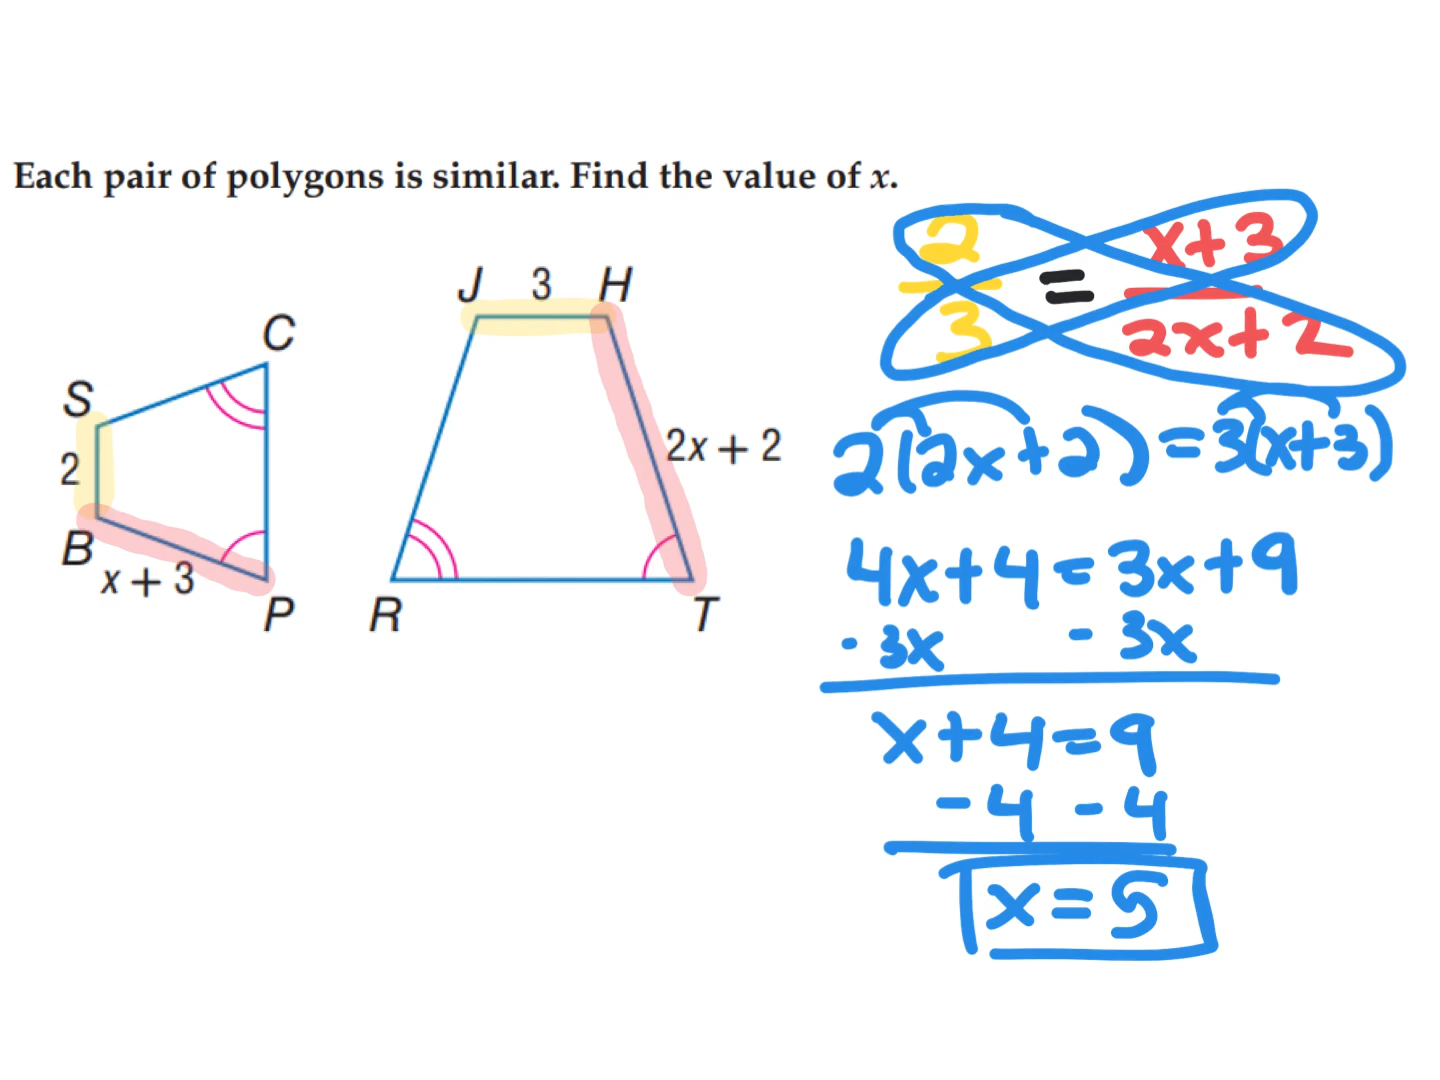 Each pair of polygons is similar. Find the value of x.
C
S
2
B
x + 3
P
J 3 H
2x + 2
R
T
2/3 = x+3/2x+2
2(2x+2)=3(x+3)
4x+4=3x+9
-3x -3x
x+4=9
-4 -4
x=5